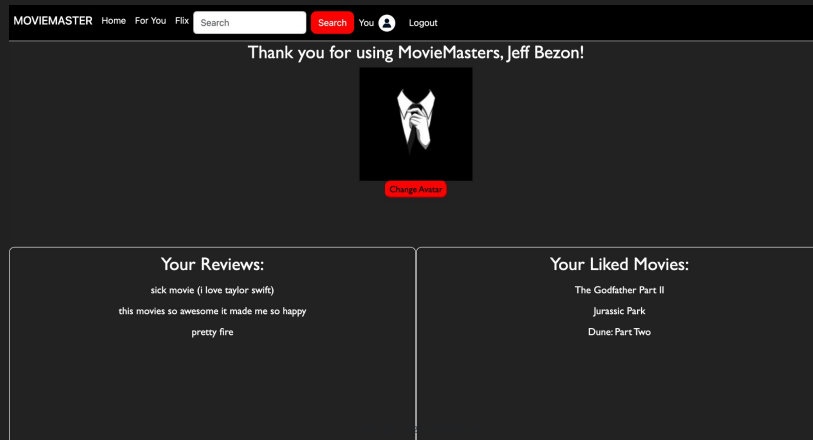 MOVIEMASTER Home For You Flix Search Search You Logout
Thank you for using MovieMasters, Jeff Bezon!
Change Avatar
Your Reviews:
sick movie (i love taylor swift)
this movies so awesome it made me so happy
pretty fire
Your Liked Movies:
The Godfather Part II
Jurassic Park
Dune: Part Two